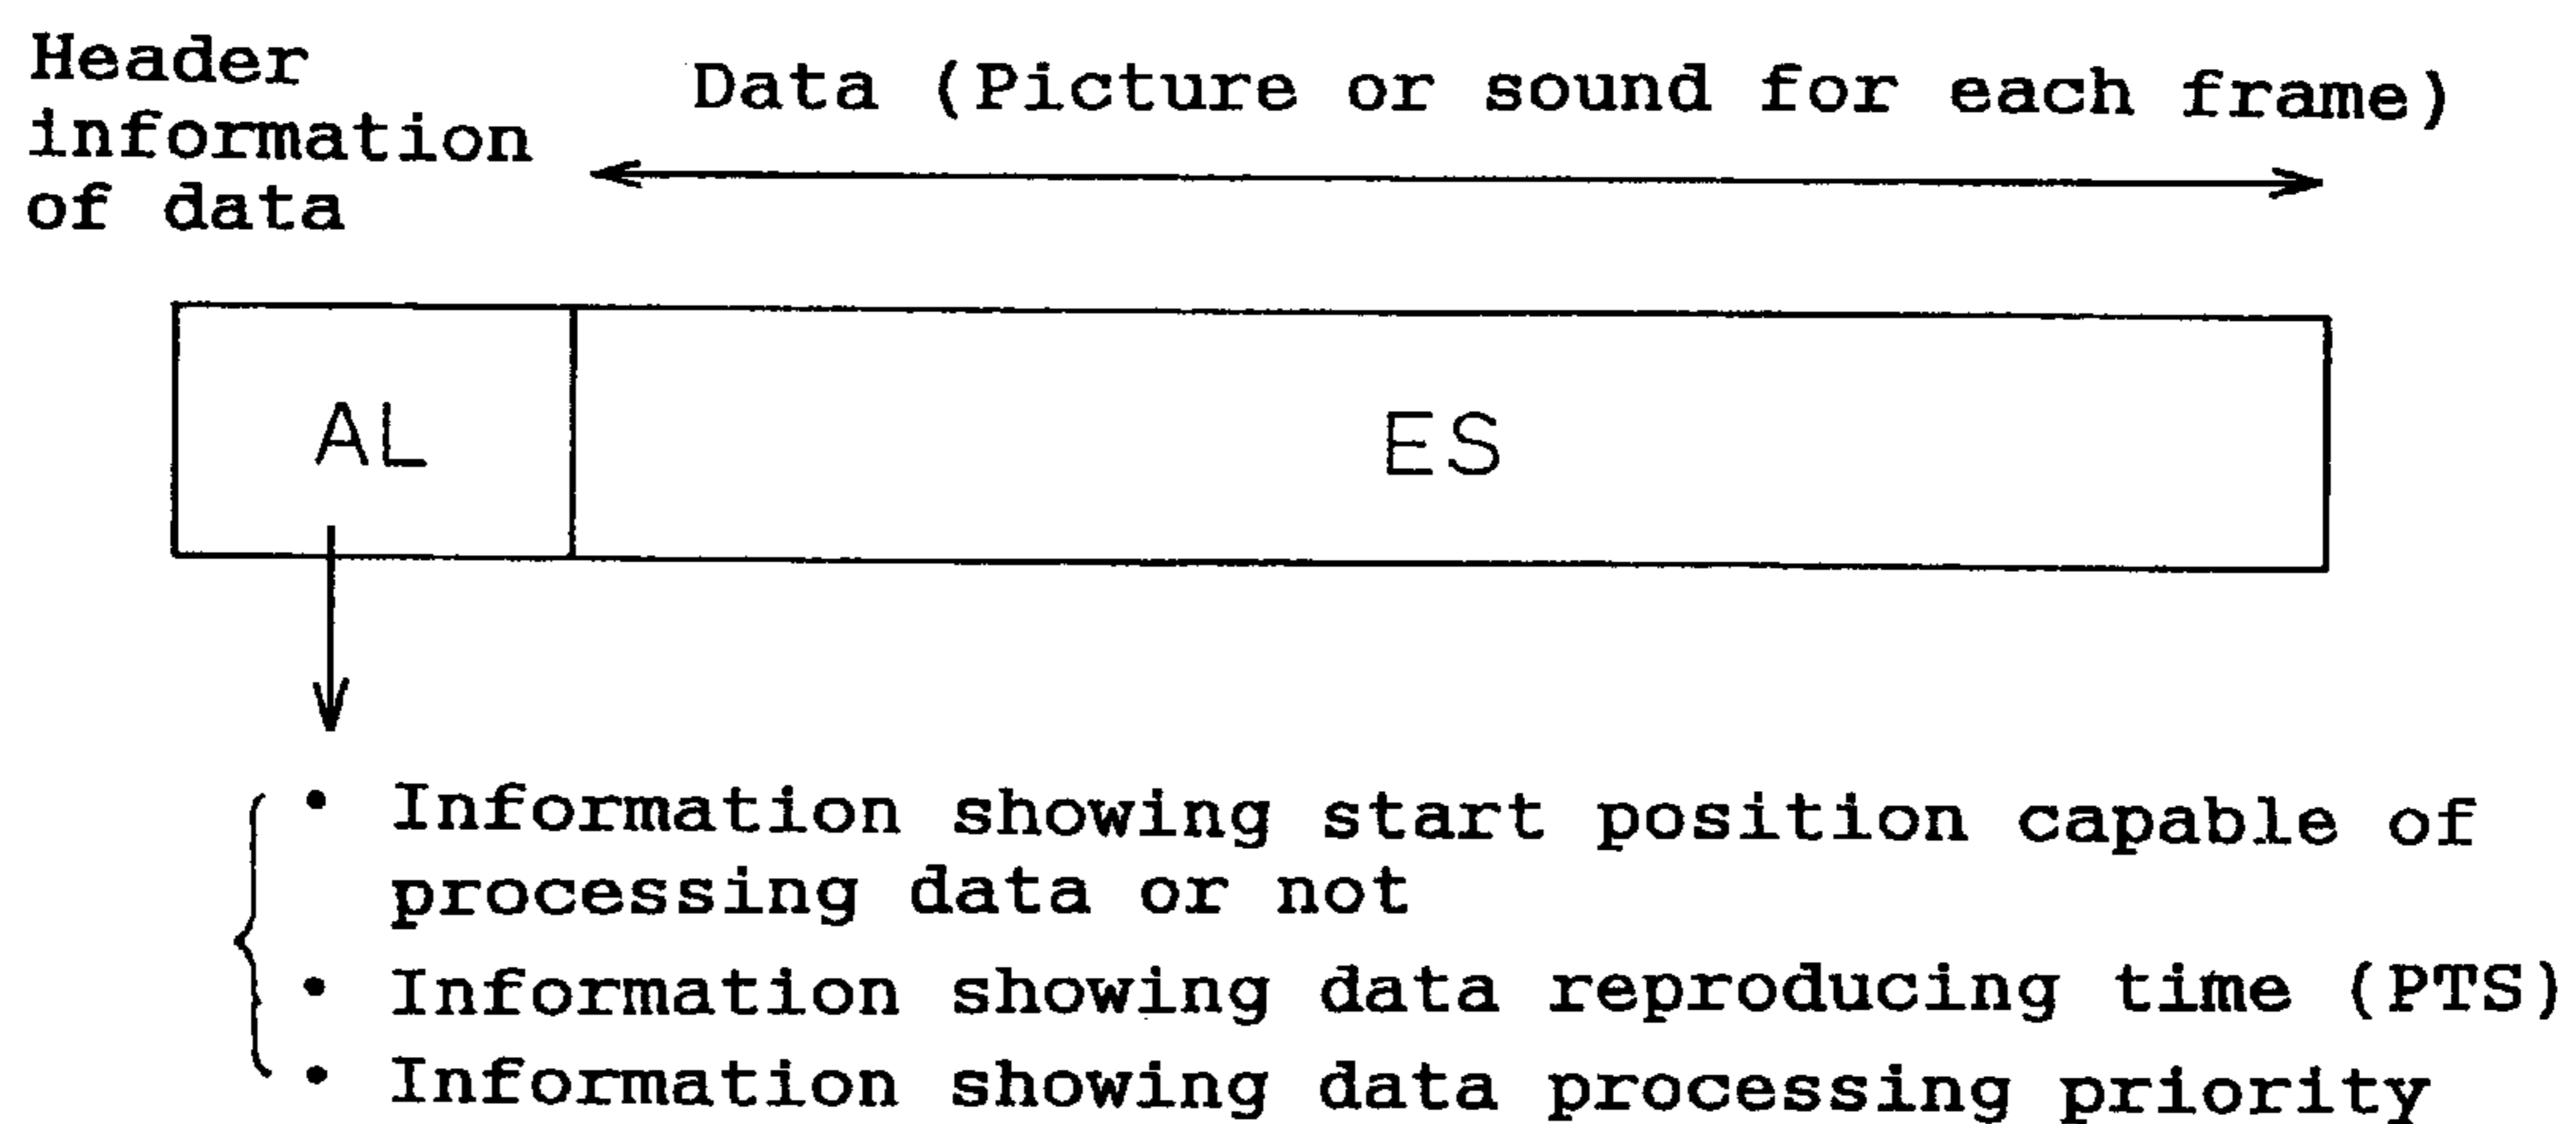 Header
information
of data
Data (Picture or sound for each frame)
AL
ES
• Information showing start position capable of
processing data or not
• Information showing data reproducing time (PTS)
• Information showing data processing priority